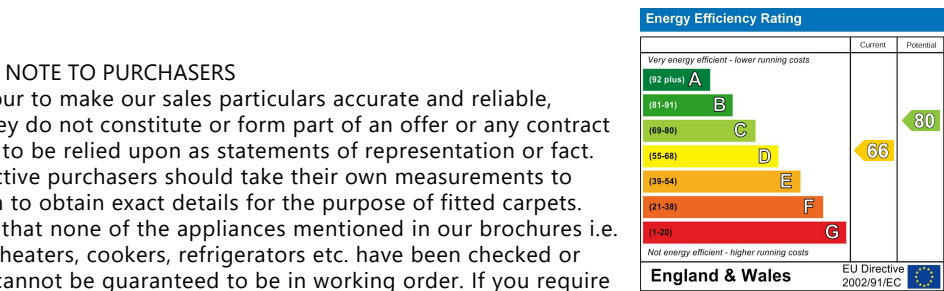 NOTE TO PURCHASERS
our to make our sales particulars accurate and reliable,
ey do not constitute or form part of an offer or any contract
to be relied upon as statements of representation or fact.
ctive purchasers should take their own measurements to
n to obtain exact details for the purpose of fitted carpets.
that none of the appliances mentioned in our brochures i.e.
heaters, cookers, refrigerators etc. have been checked or
cannot be guaranteed to be in working order. If you require
Energy Efficiency Rating
Current Potential
Very energy efficient - lower running costs
(92 plus) A
(81-91) B
(69-80) C
80
(55-68) D
66
(39-54) E
(21-38) F
(1-20) G
Not energy efficient - higher running costs
England & Wales
EU Directive
2002/91/EC